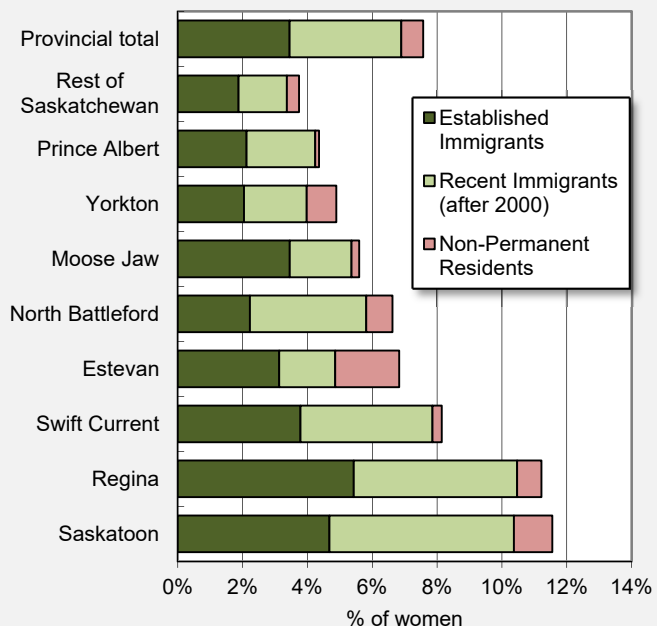 Provincial total
Rest of
Saskatchewan
Prince Albert
Yorkton
Moose Jaw
North Battleford
Estevan
Swift Current
Regina
Saskatoon
Established
Immigrants
Recent Immigrants
(after 2000)
Non-Permanent
Residents
0% 2% 4% 6% 8% 10% 12% 14%
% of women